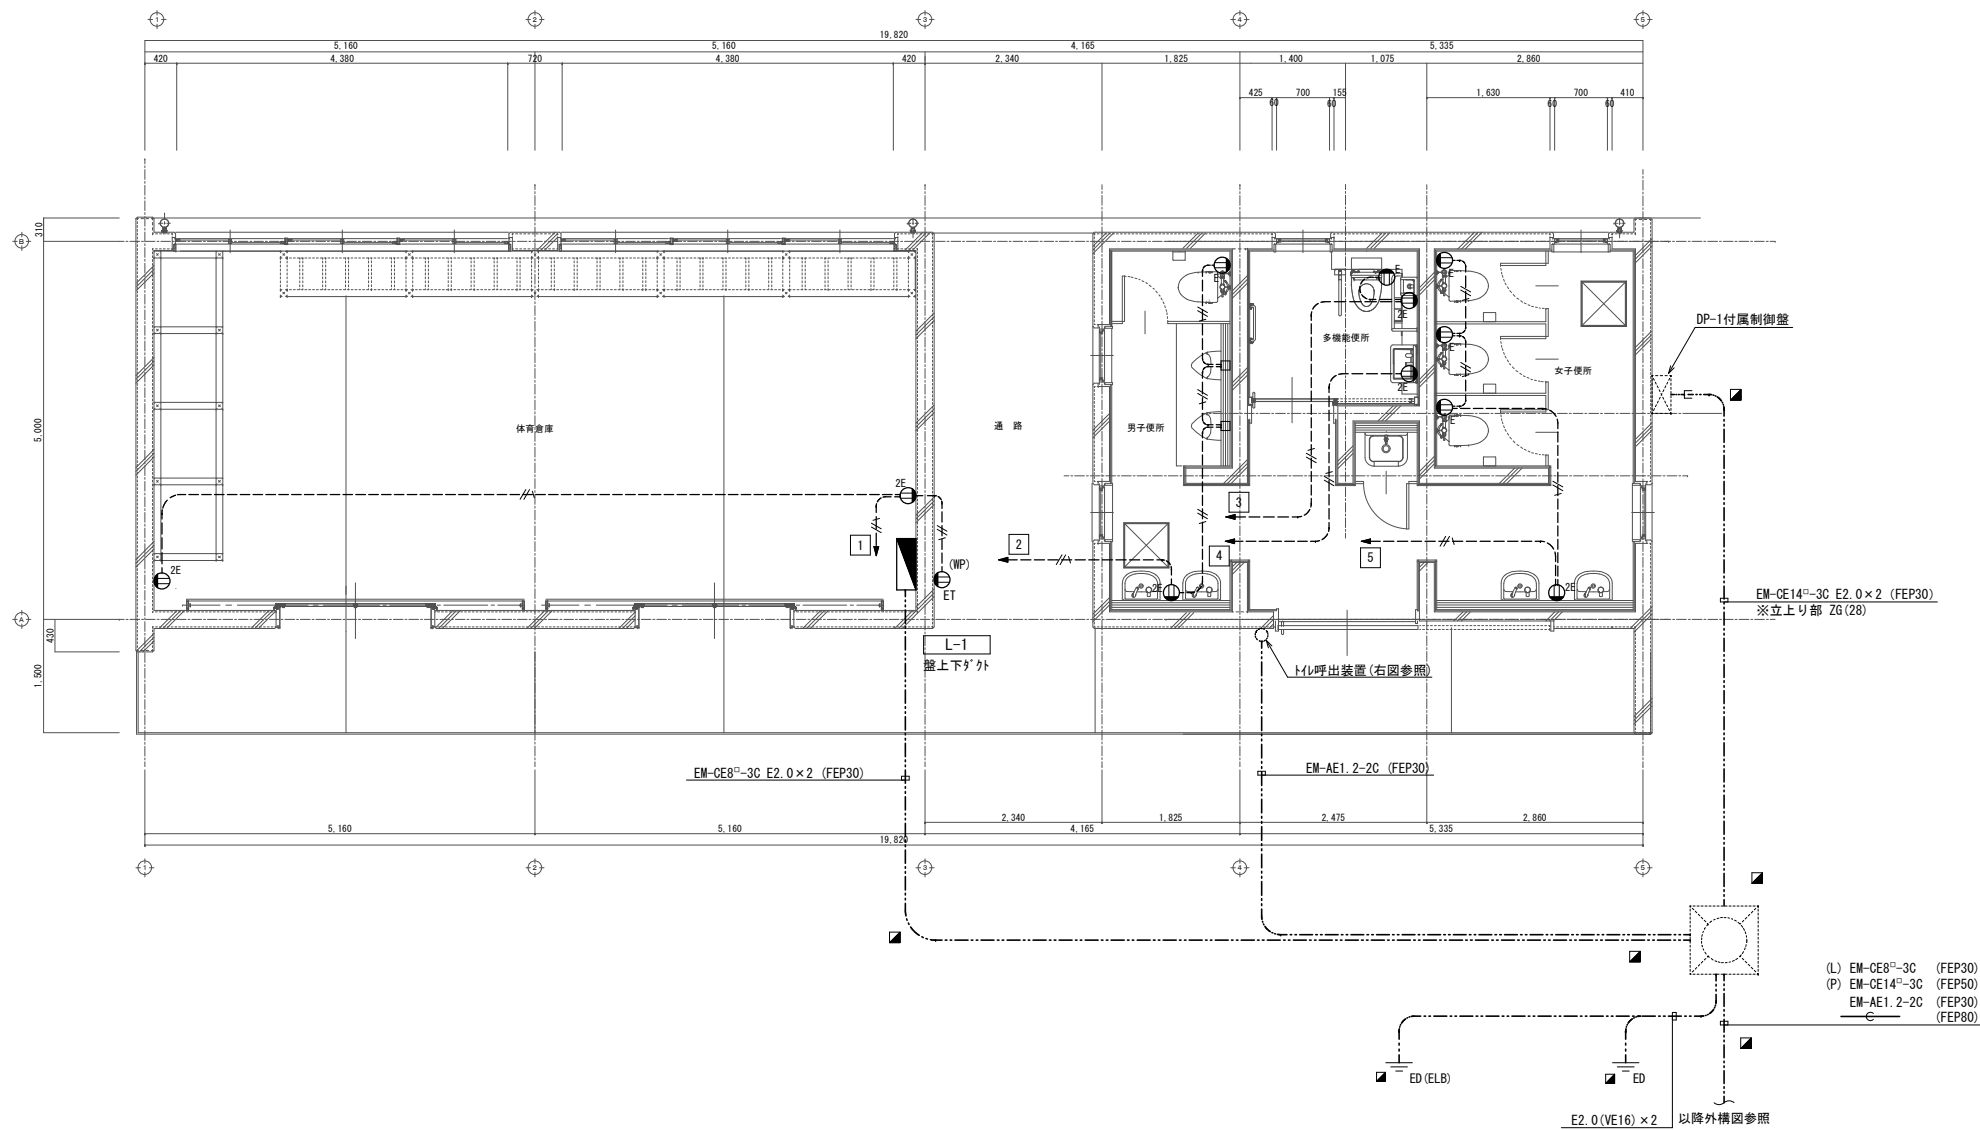 1
2
3
4
5
19,820
5,160
5,160
4,165
5,335
420
4,380
720
4,380
420
2,340
1,825
1,400
1,075
2,860
425
60
700
60
155
1,630
60
700
60
410
310
B
5,000
A
430
1,500
体育倉庫
通 路
男子便所
多機能便所
女子便所
E
E
2E
2E
E
E
E
DP-1付属制御盤
2E
1
2E
(WP)
ET
2
3
4
5
2E
2E
L-1
盤上下ダクト
トイレ呼出装置(右図参照)
EM-CE14□-3C E2.0×2 (FEP30)
※立上り部 ZG(28)
EM-CE8□-3C E2.0×2 (FEP30)
EM-AE1.2-2C (FEP30)
2,340
1,825
2,475
2,860
5,160
5,160
4,165
5,335
19,820
1
2
3
4
5
(L) EM-CE8□-3C (FEP30)
(P) EM-CE14□-3C (FEP50)
EM-AE1.2-2C (FEP30)
C (FEP80)
ED(ELB)
ED
E2.0(VE16)×2
以降外構図参照